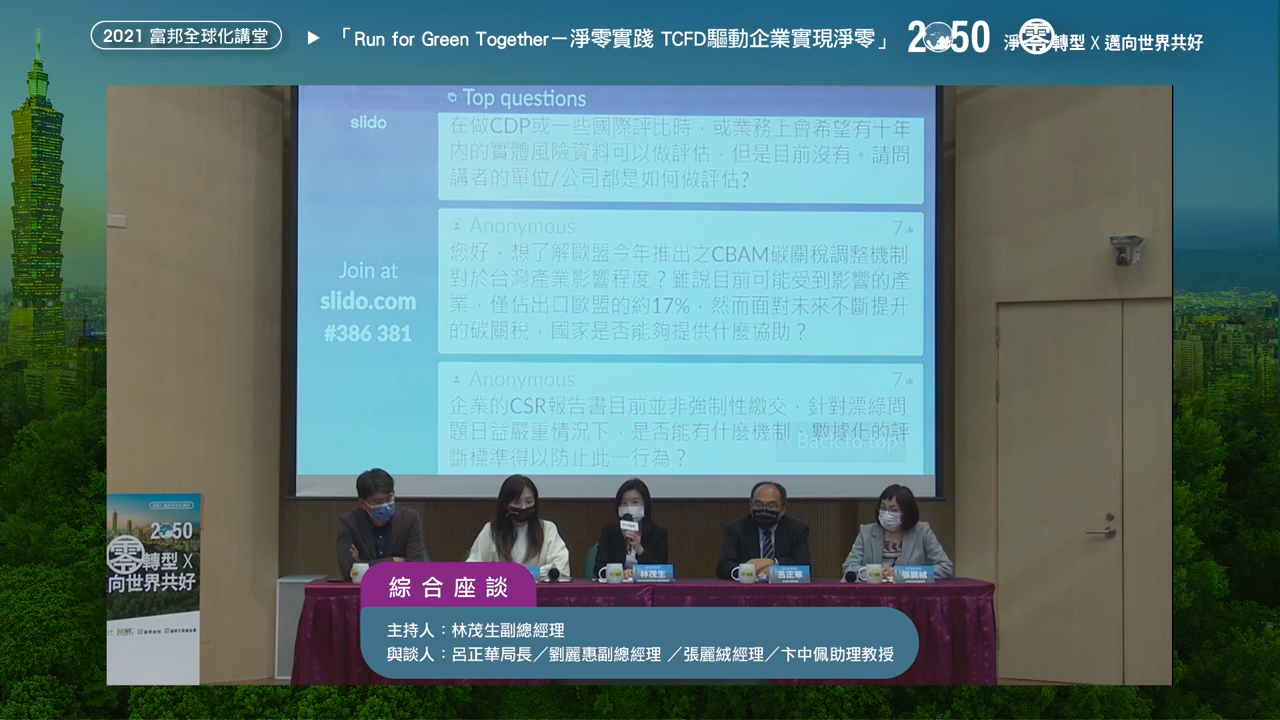 2021 富邦全球化講堂
「Run for Green Together－淨零實踐 TCFD驅動企業實現淨零」
2050 淨零轉型 X 邁向世界共好
Top questions
slido
在做CDP或一些國際評比時，或業務上會希望有十年
內的實體風險資料可以做評估，但是目前沒有。請問
講者的單位/公司都是如何做評估?
Anonymous
7
您好，想了解歐盟今年推出之CBAM碳關稅調整機制
對於台灣產業影響程度？雖說目前可能受到影響的產
業，僅佔出口歐盟的約17%，然而面對未來不斷提升
的碳關稅，國家是否能夠提供什麼協助？
Join at
slido.com
#386 381
Anonymous
7
企業的CSR報告書目前並非強制性繳交，針對漂綠問
題日益嚴重情況下，是否能有什麼機制、數據化的評
斷標準得以防止此一行為？
Back to top
2050
零轉型 X
向世界共好
林茂生
呂正華
張麗絨
綜合座談
主持人：林茂生副總經理
與談人：呂正華局長／劉麗惠副總經理／張麗絨經理／卞中佩助理教授